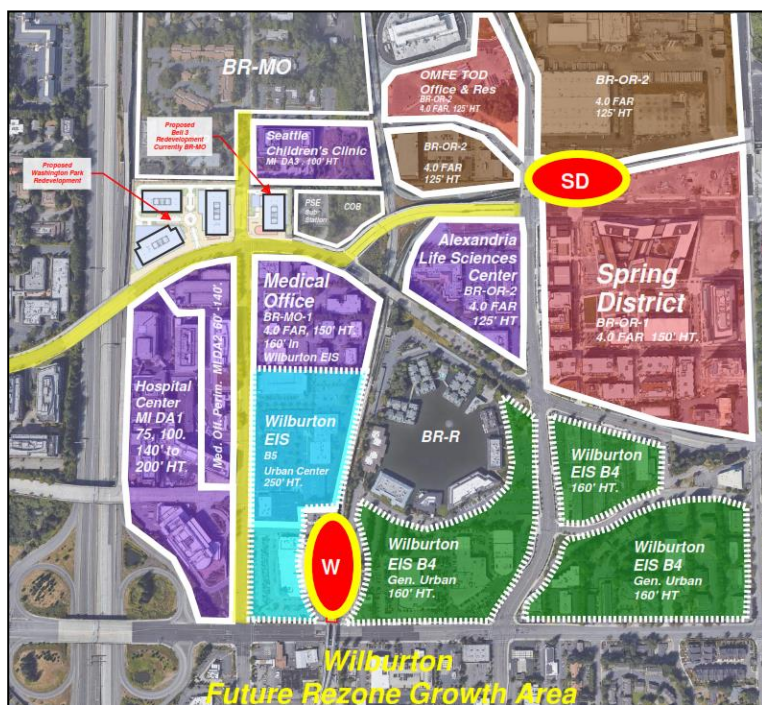 BR-MO
OMFE TOD
Office & Res
BR-OR-2
4.0 FAR, 125' HT
BR-OR-2
4.0 FAR
125' HT
Proposed
Bell 3
Redevelopment
Currently BR-MO
Seattle
Children's Clinic
MI DA3 . 100' HT
BR-OR-2
4.0 FAR
125' HT
Proposed
Washington Park
Redevelopment
SD
PSE
Sub-
Station
COB
Alexandria
Life Sciences
Center
BR-OR-2
4.0 FAR
125' HT
Spring
District
BR-OR-1
4.0 FAR 150' HT.
Medical
Office
BR-MO-1
4.0 FAR, 150' HT.
160' in
Wilburton EIS
Hospital
Center
MI DA1
75, 100.
140' to
200' HT.
Med. Off. Perim. MI DA2 60' -140'.
Wilburton
EIS
B5
Urban Center
250' HT.
BR-R
Wilburton
EIS B4
160' HT.
W
Wilburton
EIS B4
Gen. Urban
160' HT.
Wilburton
EIS B4
Gen. Urban
160' HT
Wilburton
Future Rezone Growth Area